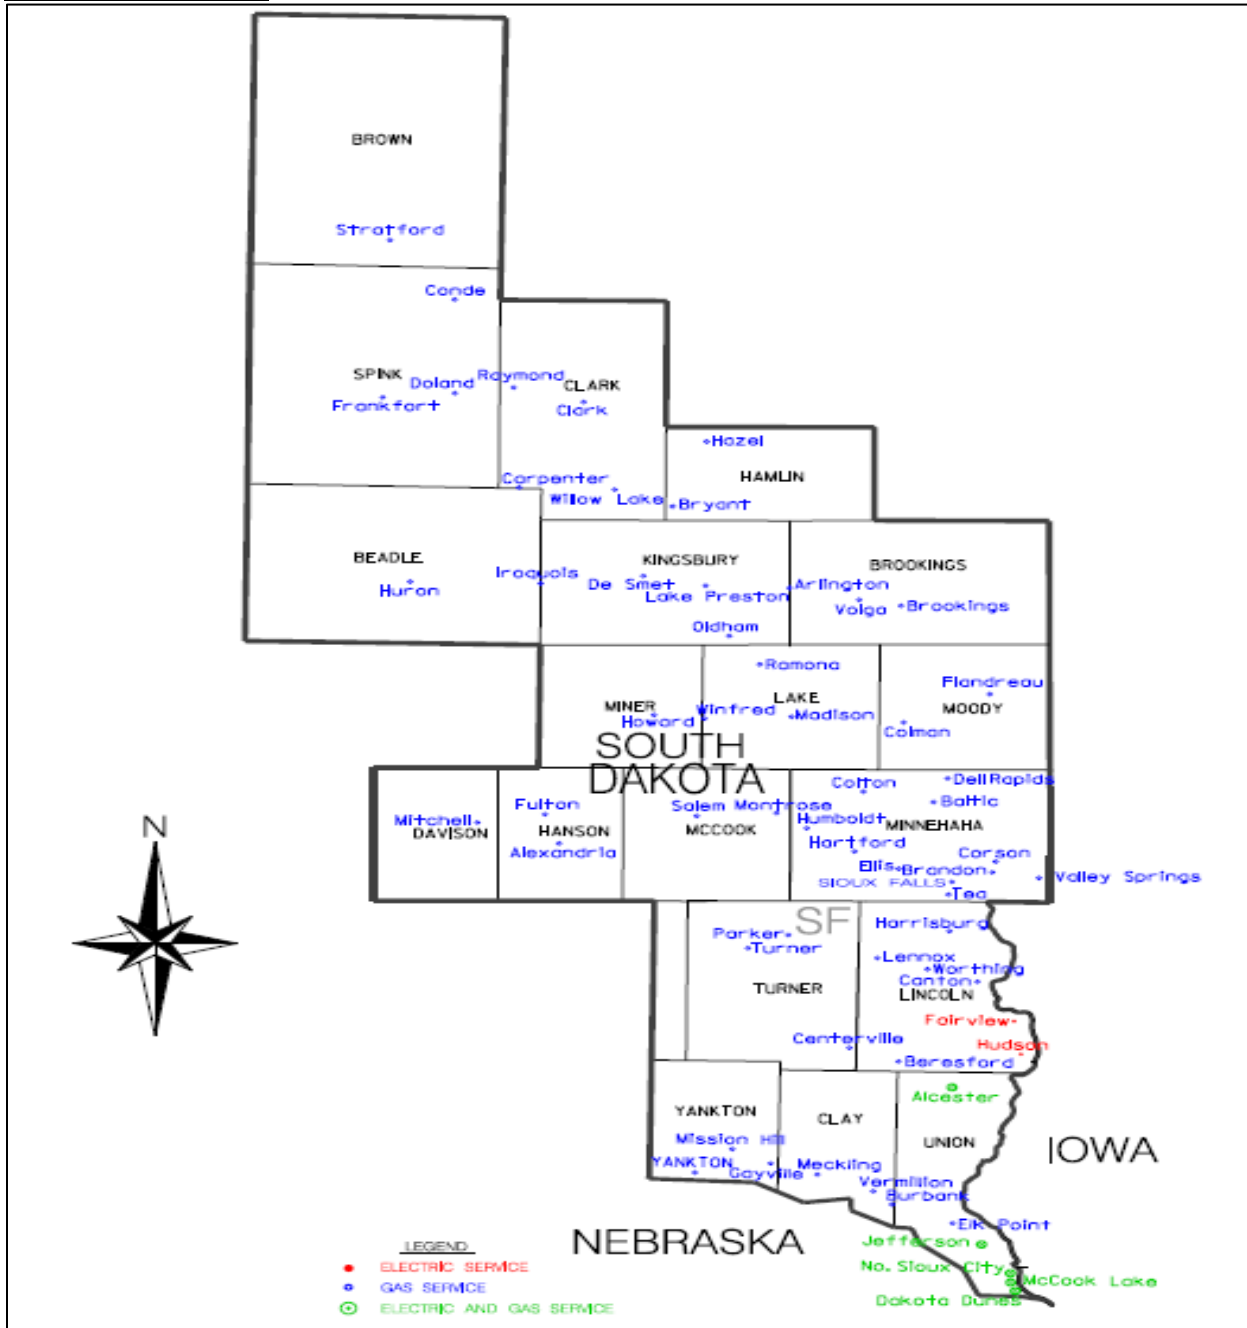 BROWN
Stratford
Conde
SPINK
Doland
Raymond
CLARK
Frankfort
Clark
Hazel
HAMLIN
Carpenter
Willow Lake
Bryant
BEADLE
KINGSBURY
BROOKINGS
Iroquois
Huron
De Smet
Arlington
Lake Preston
Volga
Brookings
Oldham
Ramona
Flandreau
LAKE
MINER
Winfred
MOODY
Howard
Madison
Colman
SOUTH
DAKOTA
Colton
Dell Rapids
Fulton
Salem
Montrose
Baltic
Mitchell
DAVISON
HANSON
MCCOOK
Humboldt
MINNEHAHA
Hartford
Alexandria
Corson
Ellis
Brandon
Valley Springs
SIOUX FALLS
Tea
N
SF
Harrisburg
Parker
Turner
Lennox
Worthing
Canton
TURNER
LINCOLN
Fairview
Centerville
Hudson
Beresford
Alcester
YANKTON
CLAY
UNION
Mission Hill
IOWA
YANKTON
Gayville
Meckling
Vermillion
Burbank
Elk Point
NEBRASKA
Jefferson
LEGEND
ELECTRIC SERVICE
No. Sioux City
McCook Lake
GAS SERVICE
Dakota Dunes
ELECTRIC AND GAS SERVICE